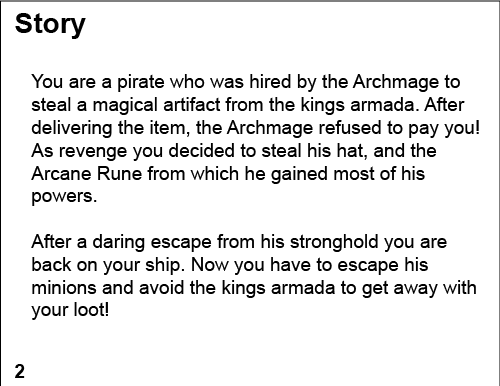 Story
You are a pirate who was hired by the Archmage to
steal a magical artifact from the kings armada. After
delivering the item, the Archmage refused to pay you!
As revenge you decided to steal his hat, and the
Arcane Rune from which he gained most of his
powers.
After a daring escape from his stronghold you are
back on your ship. Now you have to escape his
minions and avoid the kings armada to get away with
your loot!
2